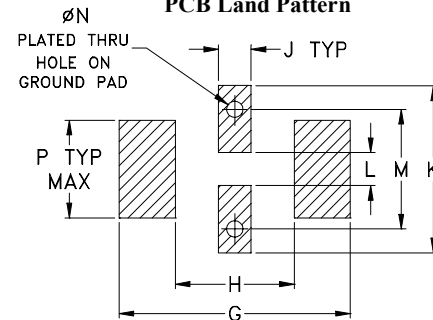 PCB Land Pattern
øN
PLATED THRU
HOLE ON
GROUND PAD
J TYP
P TYP
MAX
L
M
K
H
G